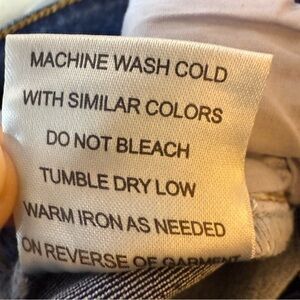 MACHINE WASH COLD
WITH SIMILAR COLORS
DO NOT BLEACH
TUMBLE DRY LOW
WARM IRON AS NEEDED
ON REVERSE OF GARMENT